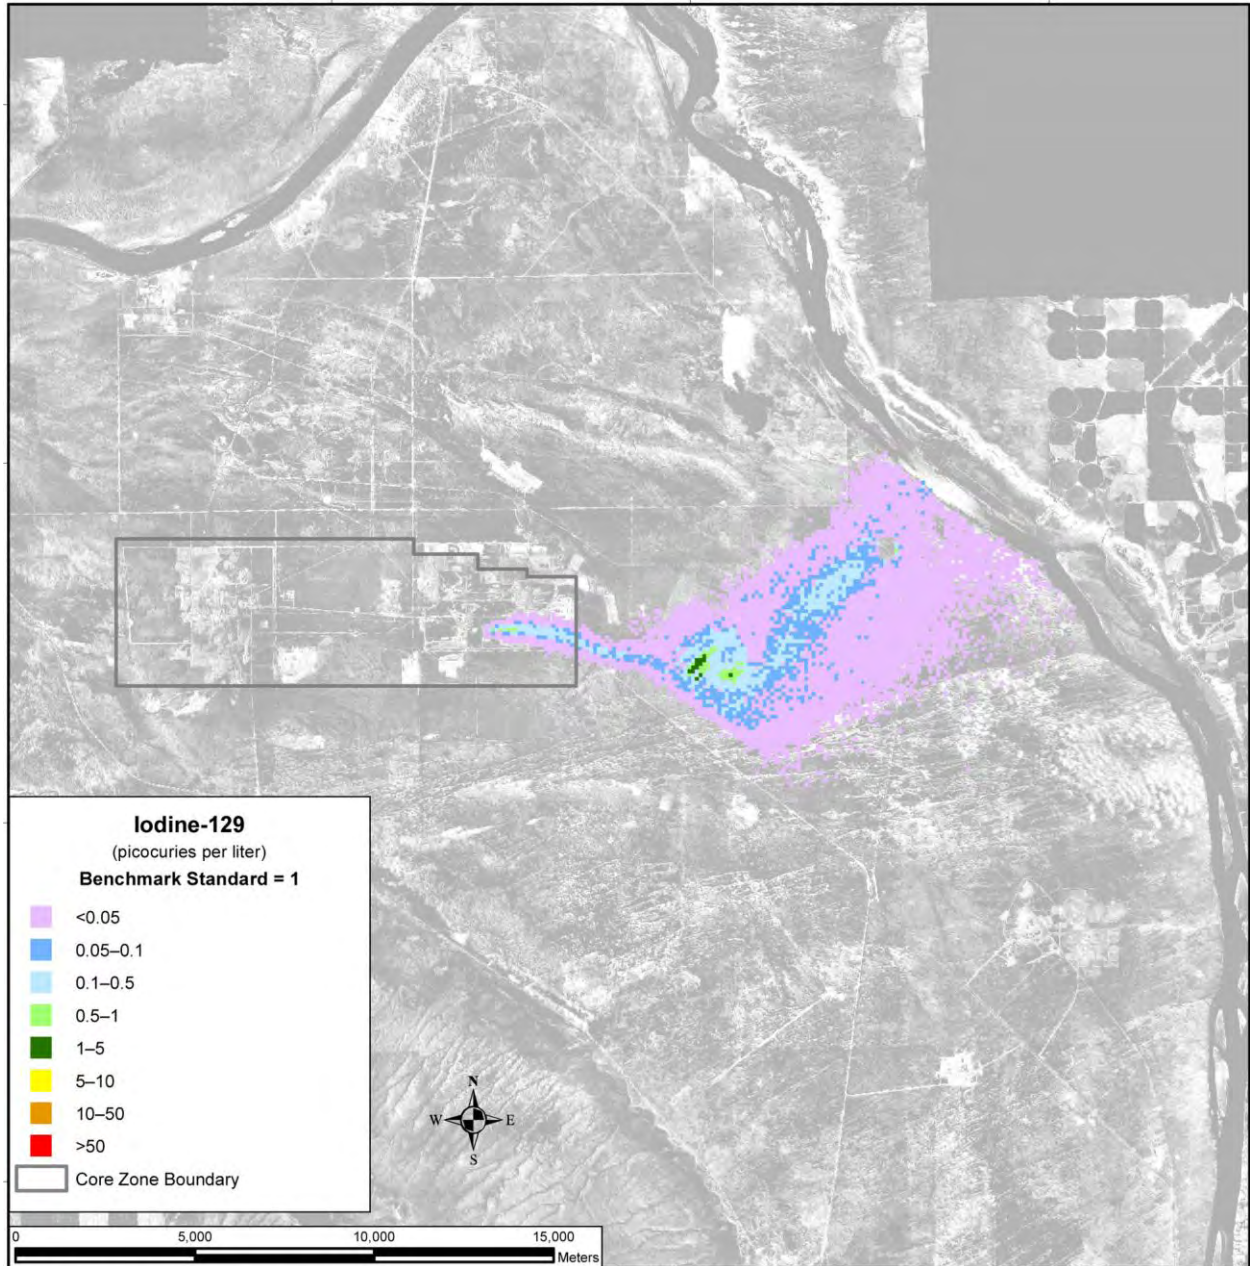 Iodine-129
(picocuries per liter)
Benchmark Standard = 1
<0.05
0.05–0.1
0.1–0.5
0.5–1
1–5
5–10
10–50
>50
Core Zone Boundary
N
W E
S
0 5,000 10,000 15,000
Meters